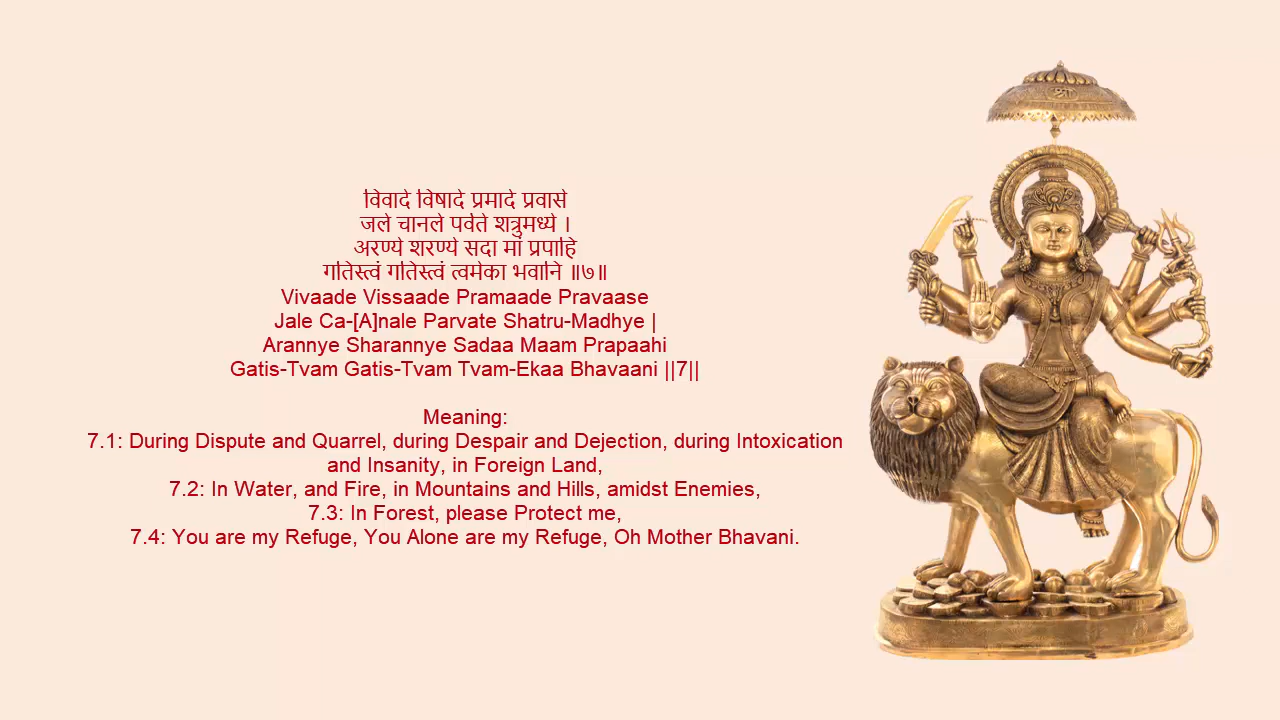 विवादे विषादे प्रमादे प्रवासे
जले चानले पर्वते शत्रुमध्ये ।
अरण्ये शरण्ये सदा मां प्रपाहि
गतिस्त्वं गतिस्त्वं त्वमेका भवानि ॥७॥
Vivaade Vissaade Pramaade Pravaase
Jale Ca-[A]nale Parvate Shatru-Madhye |
Arannye Sharannye Sadaa Maam Prapaahi
Gatis-Tvam Gatis-Tvam Tvam-Ekaa Bhavaani ||7||
Meaning:
7.1: During Dispute and Quarrel, during Despair and Dejection, during Intoxication
and Insanity, in Foreign Land,
7.2: In Water, and Fire, in Mountains and Hills, amidst Enemies,
7.3: In Forest, please Protect me,
7.4: You are my Refuge, You Alone are my Refuge, Oh Mother Bhavani.